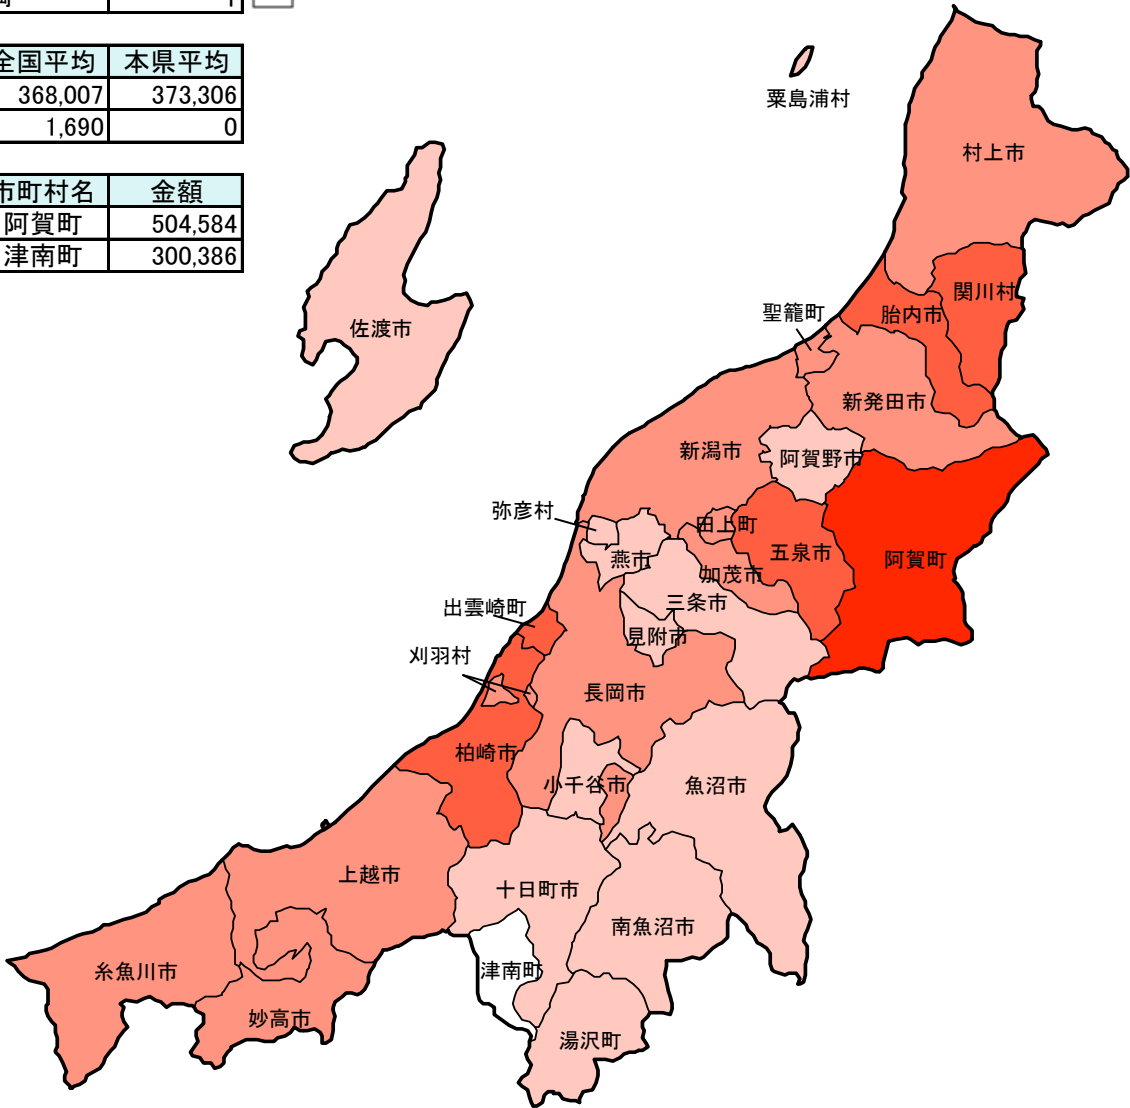 全国平均 本県平均
368,007 373,306
1,690 0
市町村名 金額
阿賀町 504,584
津南町 300,386
粟島浦村
村上市
関川村
聖籠町
胎内市
佐渡市
新発田市
新潟市
阿賀野市
弥彦村
田上町
五泉市
燕市
阿賀町
加茂市
出雲崎町
三条市
見附市
刈羽村
長岡市
柏崎市
小千谷市
魚沼市
上越市
十日町市
南魚沼市
糸魚川市
津南町
妙高市
湯沢町